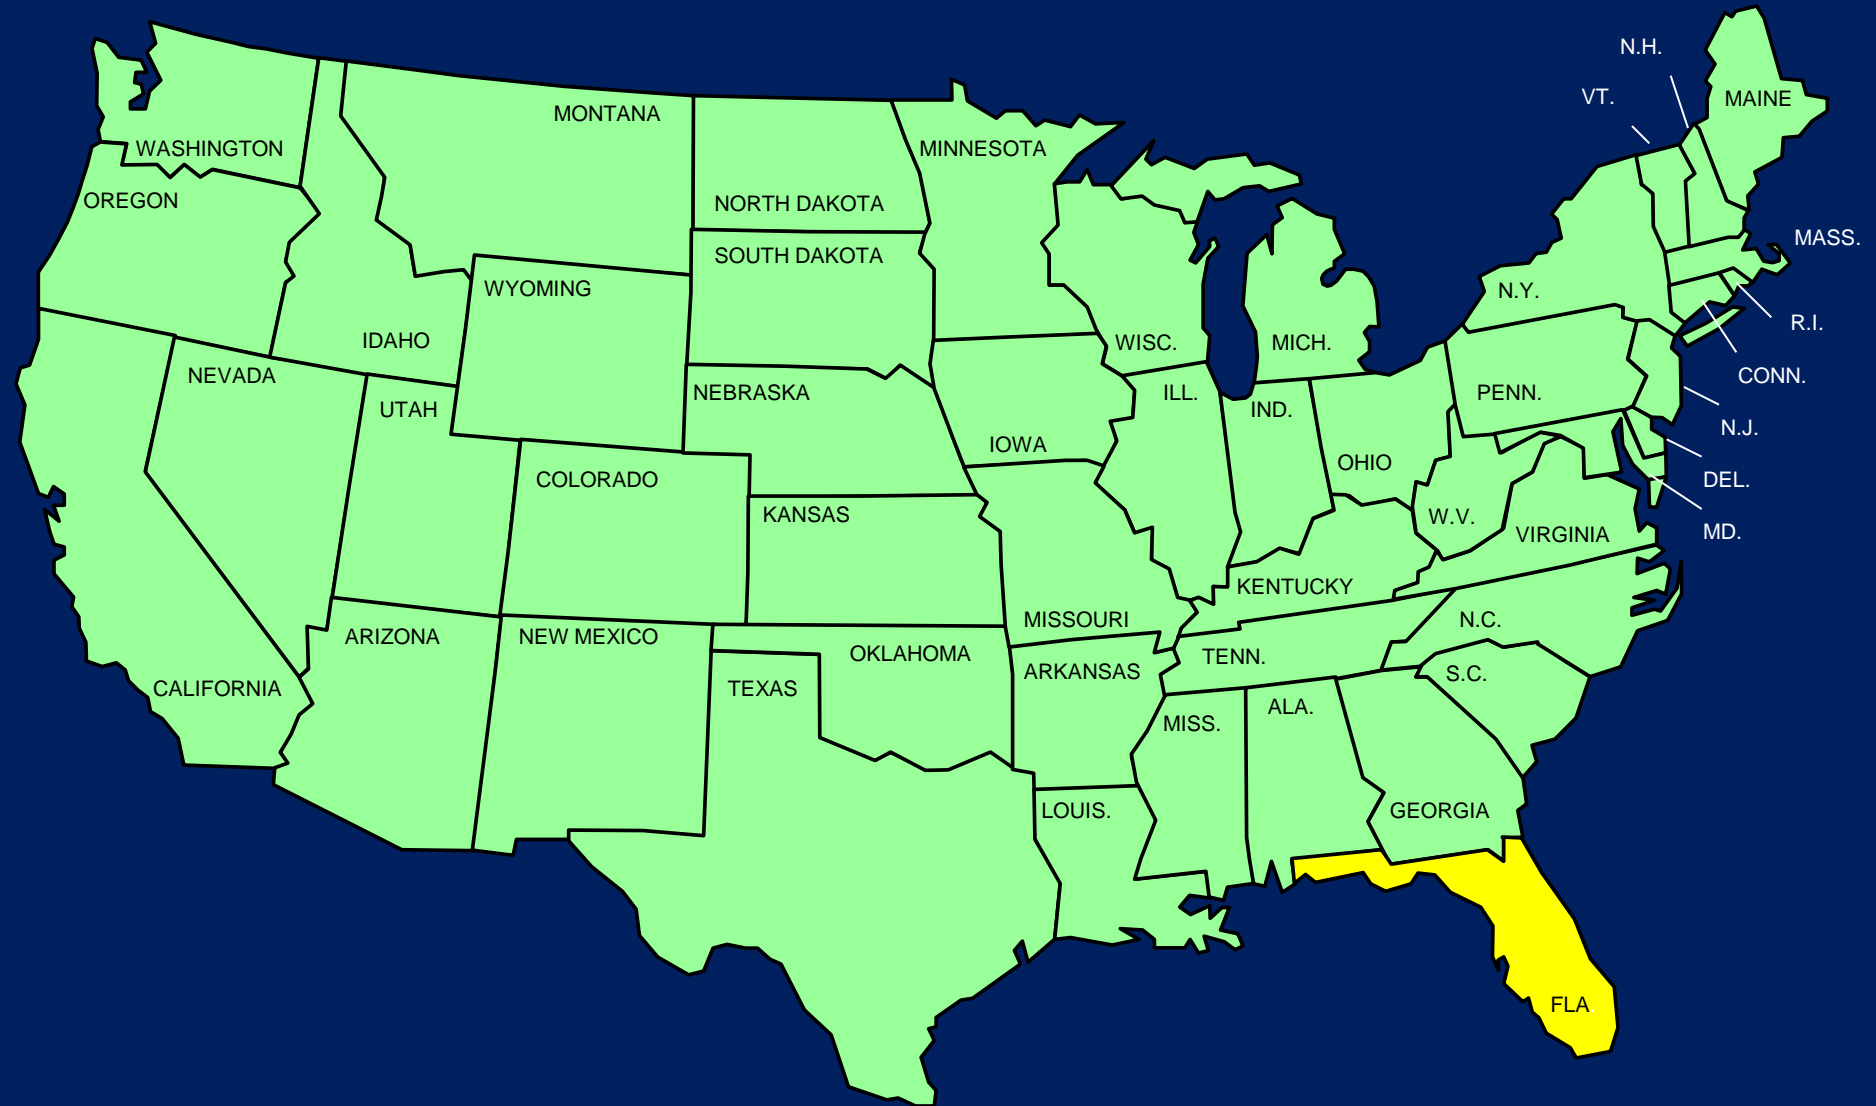 N.H.
VT.
MAINE
MONTANA
WASHINGTON
MINNESOTA
OREGON
NORTH DAKOTA
MASS.
SOUTH DAKOTA
WYOMING
N.Y.
R.I.
IDAHO
WISC.
MICH.
NEVADA
CONN.
UTAH
NEBRASKA
ILL.
PENN.
IND.
N.J.
IOWA
OHIO
COLORADO
DEL.
KANSAS
W.V.
VIRGINIA
MD.
KENTUCKY
MISSOURI
N.C.
ARIZONA
NEW MEXICO
OKLAHOMA
TENN.
ARKANSAS
S.C.
CALIFORNIA
TEXAS
ALA.
MISS.
LOUIS.
GEORGIA
FLA